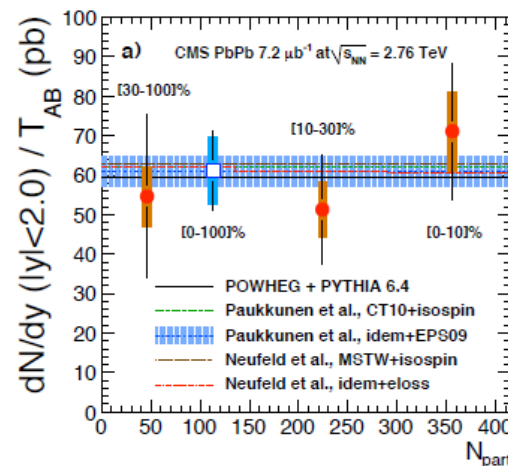 a) CMS PbPb 7.2 μb⁻¹ at √sNN = 2.76 TeV
[30-100]%
[10-30]%
[0-100]%
[0-10]%
POWHEG + PYTHIA 6.4
Paukkunen et al., CT10+isospin
Paukkunen et al., idem+EPS09
Neufeld et al., MSTW+isospin
Neufeld et al., idem+eloss
dN/dy (|y|<2.0) / TAB (pb)
100
90
80
70
60
50
40
30
20
10
0
0 50 100 150 200 250 300 350 400
Npart